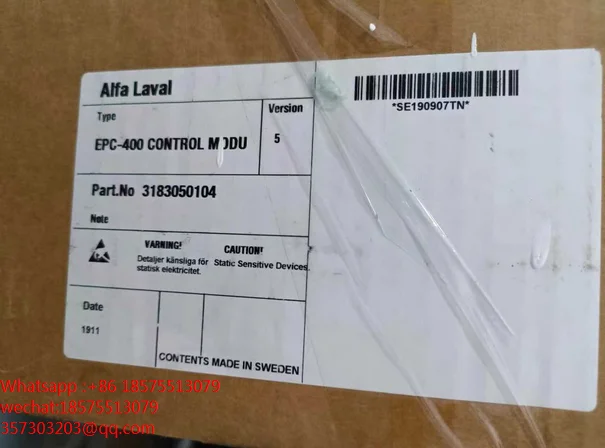 Alfa Laval
Type
EPC-400 CONTROL M DU
Version
5
*SE190907TN*
Part.No 3183050104
Note
VARNING!
Detaljer känsliga för
statisk elektricitet.
CAUTION!
Static Sensitive Devices.
Date
1911
CONTENTS MADE IN SWEDEN
Whatsapp : +86 18575513079
wechat:18575513079
357303203@qq.com